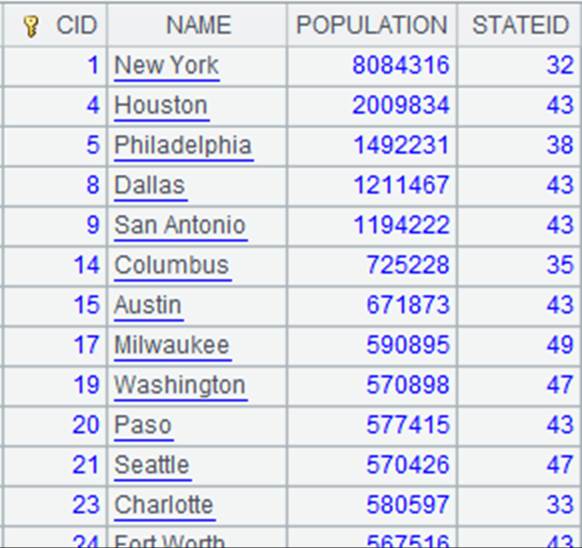 CID NAME POPULATION STATEID
1 New York 8084316 32
4 Houston 2009834 43
5 Philadelphia 1492231 38
8 Dallas 1211467 43
9 San Antonio 1194222 43
14 Columbus 725228 35
15 Austin 671873 43
17 Milwaukee 590895 49
19 Washington 570898 47
20 Paso 577415 43
21 Seattle 570426 47
23 Charlotte 580597 33
24 Fort Worth 567516 43